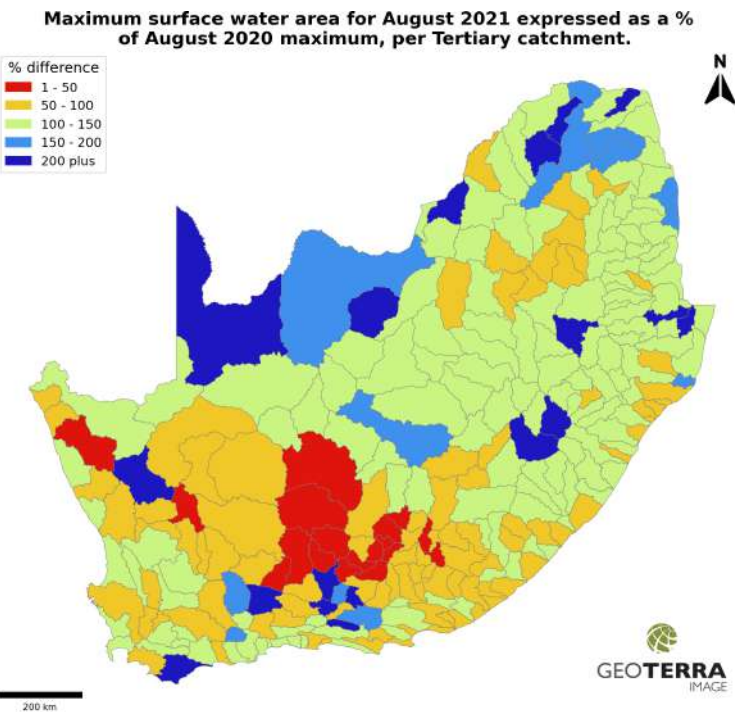 Maximum surface water area for August 2021 expressed as a %
of August 2020 maximum, per Tertiary catchment.
N
% difference
1 - 50
50 - 100
100 - 150
150 - 200
200 plus
GEOTERRA
IMAGE
200 km